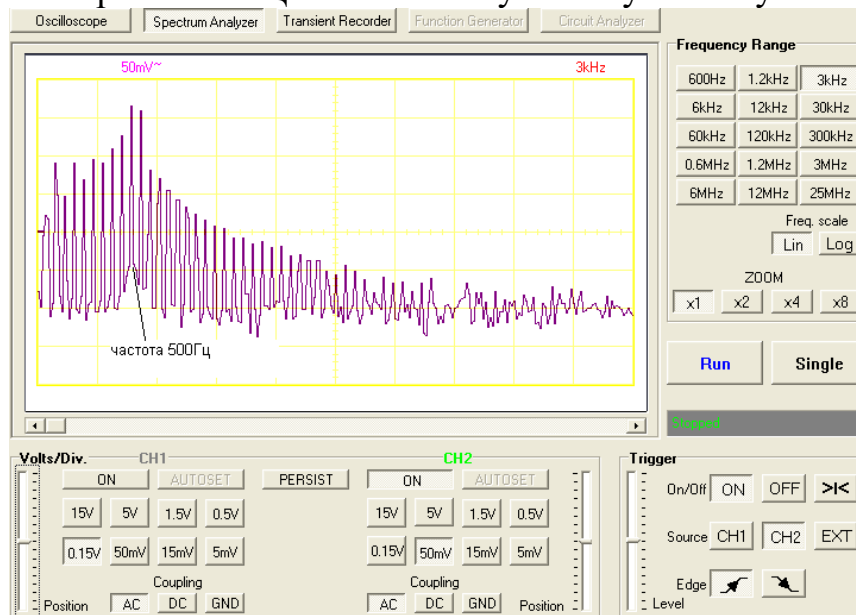 Oscilloscope Spectrum Analyzer Transient Recorder Function Generator Circuit Analyzer
50mV~ 3kHz
частота 500Гц
Frequency Range
600Hz 1.2kHz 3kHz
6kHz 12kHz 30kHz
60kHz 120kHz 300kHz
0.6MHz 1.2MHz 3MHz
6MHz 12MHz 25MHz
Freq. scale
Lin Log
ZOOM
x1 x2 x4 x8
Run Single
Stopped
Volts/Div. CH1 CH2
ON AUTOSET PERSIST ON AUTOSET
15V 5V 1.5V 0.5V 15V 5V 1.5V 0.5V
0.15V 50mV 15mV 5mV 0.15V 50mV 15mV 5mV
Coupling Coupling
Position AC DC GND AC DC GND Position
Trigger
On/Off ON OFF >I<
Source CH1 CH2 EXT
Edge
Level